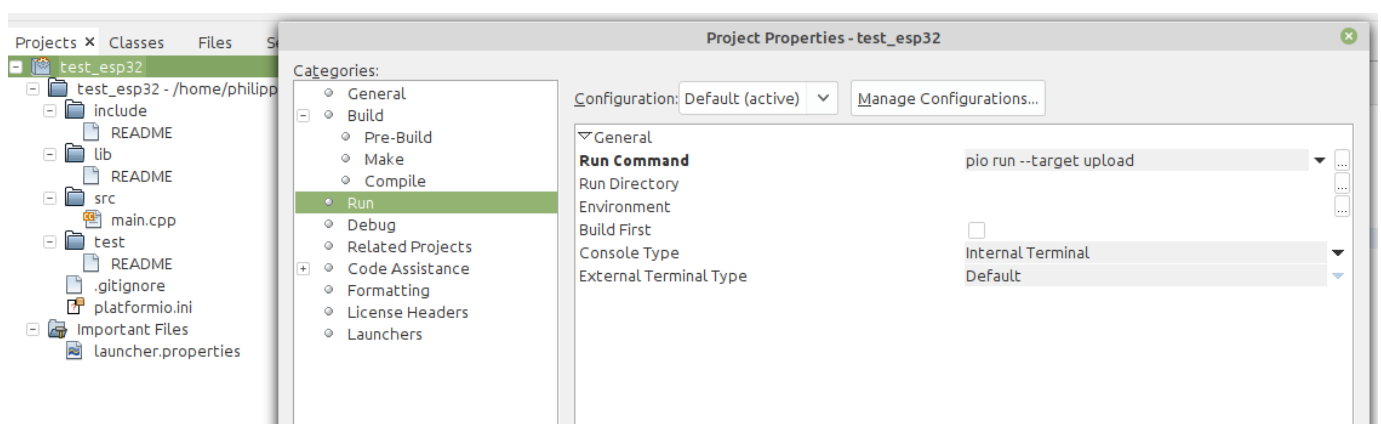 Projects × Classes Files S
test_esp32
test_esp32 - /home/philipp
include
README
lib
README
src
main.cpp
test
README
.gitignore
platformio.ini
Important Files
launcher.properties
Project Properties - test_esp32
Categories:
General
Build
Pre-Build
Make
Compile
Run
Debug
Related Projects
Code Assistance
Formatting
License Headers
Launchers
Configuration: Default (active) Manage Configurations...
General
Run Command pio run --target upload ...
Run Directory ...
Environment ...
Build First
Console Type Internal Terminal
External Terminal Type Default